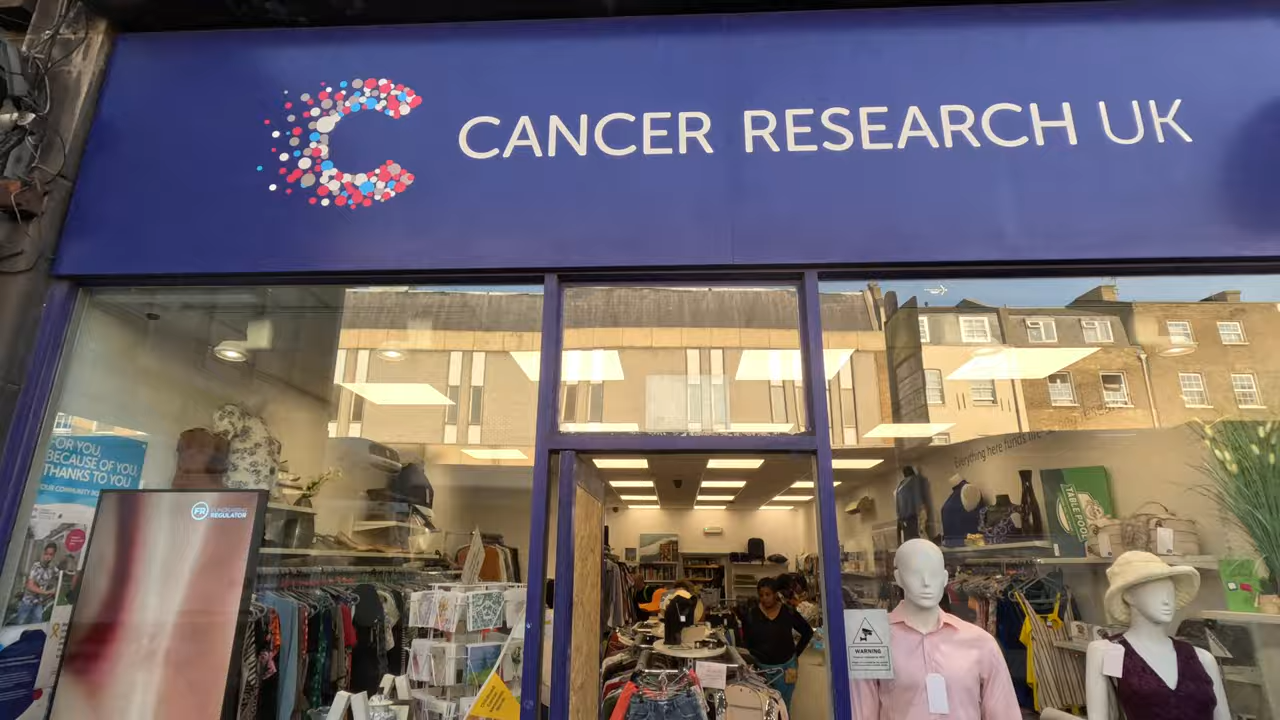 CANCER RESEARCH UK
Everything here funds life
FOR YOU,
BECAUSE OF YOU,
THANKS TO YOU
FR
FUNDRAISING
REGULATOR
TABLE
WARNING